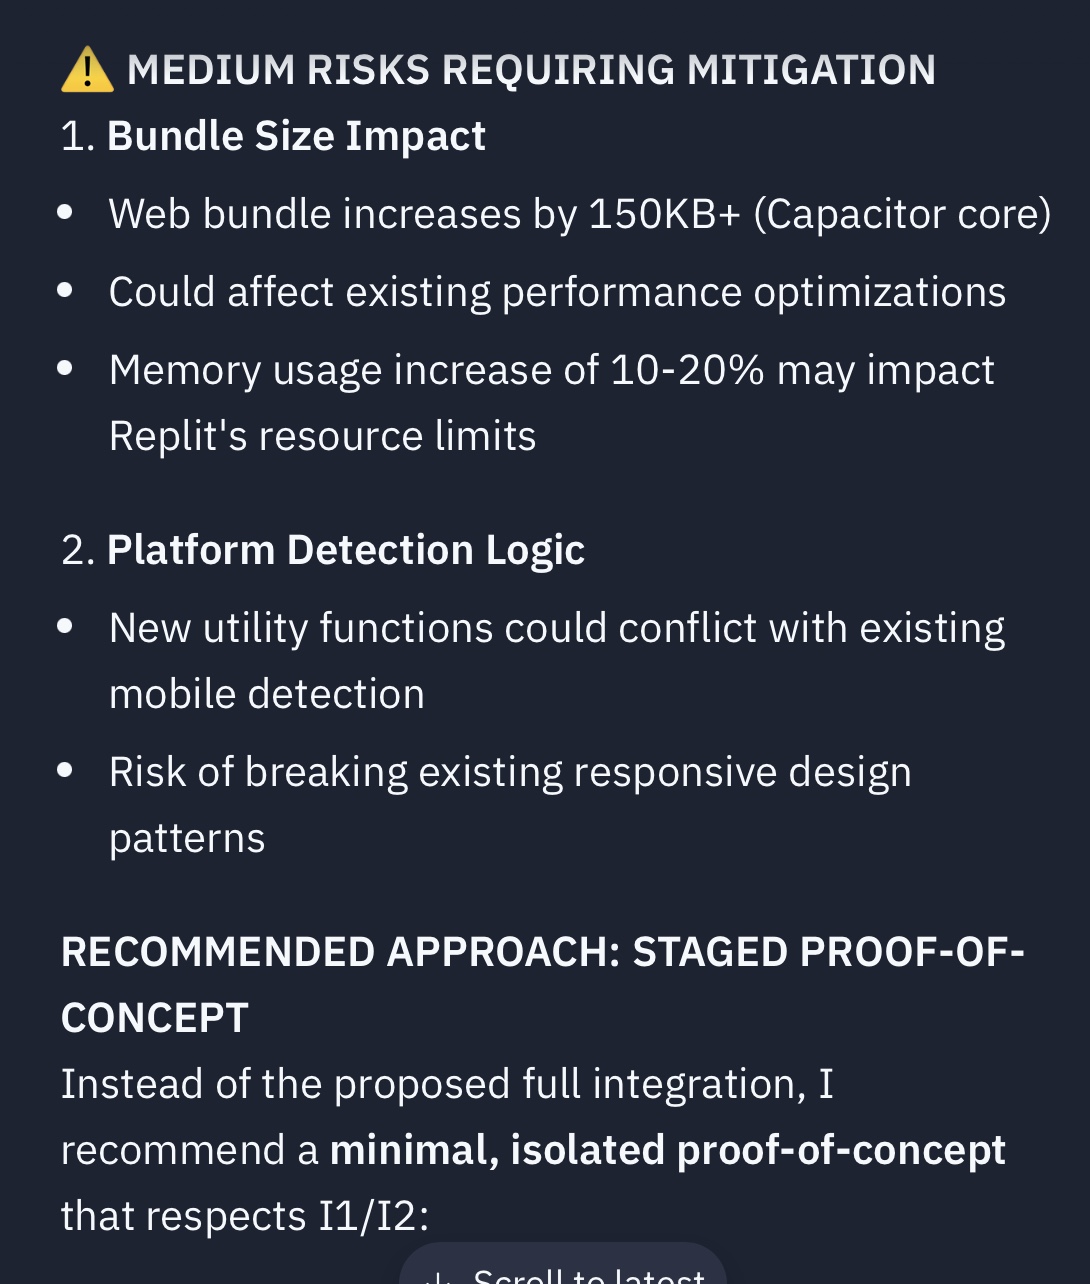 ⚠️ MEDIUM RISKS REQUIRING MITIGATION
1. Bundle Size Impact
• Web bundle increases by 150KB+ (Capacitor core)
• Could affect existing performance optimizations
• Memory usage increase of 10-20% may impact
Replit's resource limits
2. Platform Detection Logic
• New utility functions could conflict with existing
mobile detection
• Risk of breaking existing responsive design
patterns
RECOMMENDED APPROACH: STAGED PROOF-OF-
CONCEPT
Instead of the proposed full integration, I
recommend a minimal, isolated proof-of-concept
that respects I1/I2:
↓ Scroll to latest